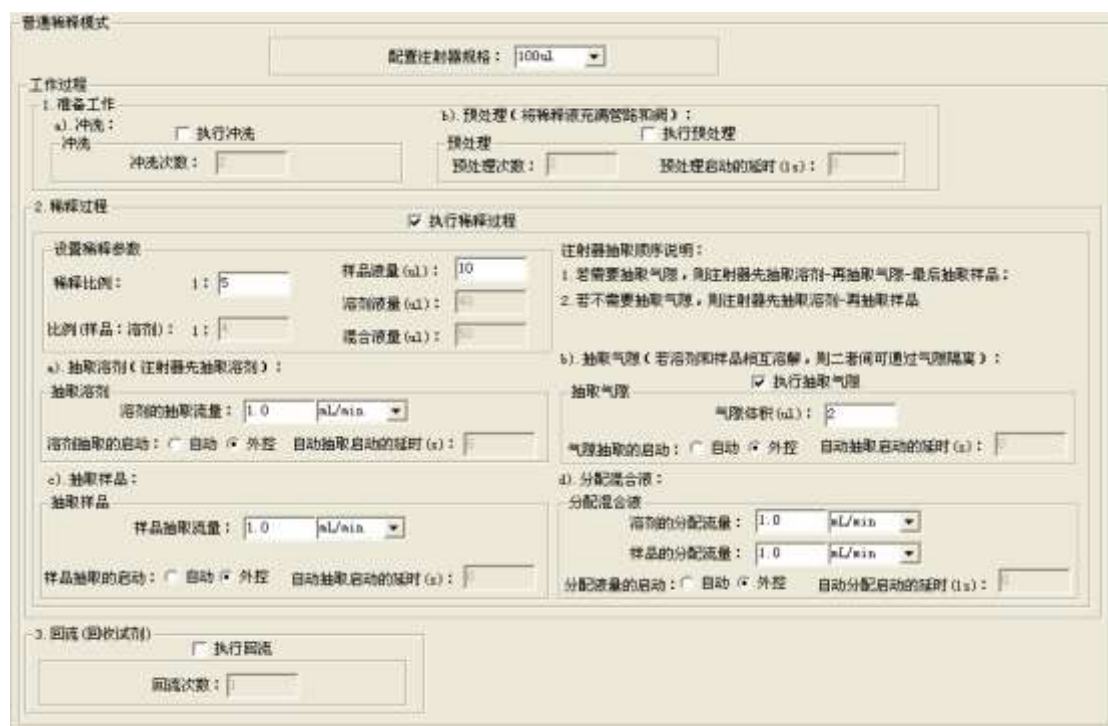 普通稀释模式
配置注射器规格： 100ul
工作过程
1.准备工作
a).冲洗：
执行冲洗
冲洗
冲洗次数：
b).预处理(将稀释液充满管路和阀)：
执行预处理
预处理
预处理次数：
预处理启动的延时(1s)：
2.稀释过程
执行稀释过程
设置稀释参数
稀释比例： 1： 5
样品液量(ul)： 10
溶剂液量(ul)： 40
比例(样品：溶剂)： 1： 4
混合液量(ul)： 50
注射器抽取顺序说明：
1.若需要抽取气隙，则注射器先抽取溶剂-再抽取气隙-最后抽取样品；
2.若不需要抽取气隙，则注射器先抽取溶剂-再抽取样品
a).抽取溶剂(注射器先抽取溶剂)：
抽取溶剂
溶剂的抽取流量： 1.0 mL/min
溶剂抽取的启动： 自动 外控 自动抽取启动的延时(s)：
b).抽取气隙(若溶剂和样品相互溶解，则二者间可通过气隙隔离)：
执行抽取气隙
抽取气隙
气隙体积(ul)： 2
气隙抽取的启动： 自动 外控 自动抽取启动的延时(s)：
c).抽取样品：
抽取样品
样品抽取流量： 1.0 mL/min
样品抽取的启动： 自动 外控 自动抽取启动的延时(s)：
d).分配混合液：
分配混合液
溶剂的分配流量： 1.0 mL/min
样品的分配流量： 1.0 mL/min
分配液量的启动： 自动 外控 自动分配启动的延时(1s)：
3.回流(回收试剂)
执行回流
回流次数：